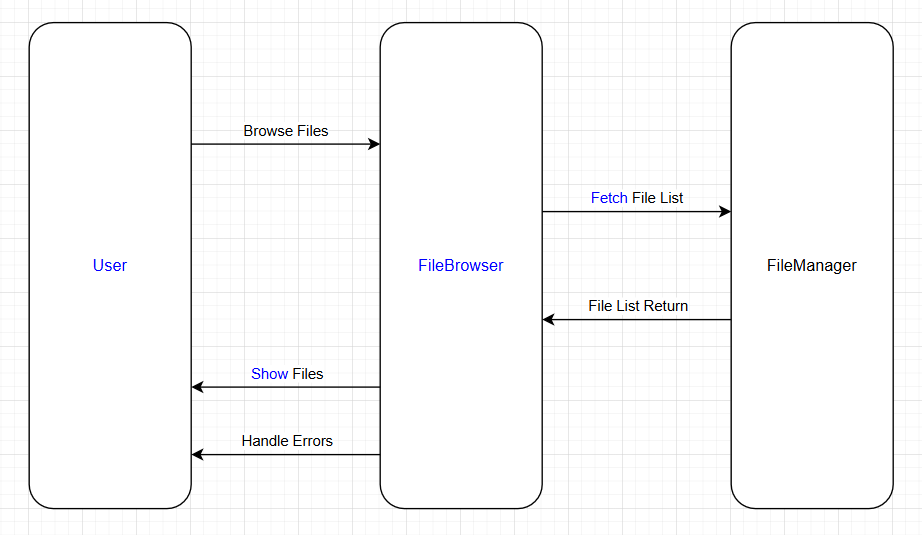 Browse Files
Fetch File List
User
FileBrowser
FileManager
File List Return
Show Files
Handle Errors